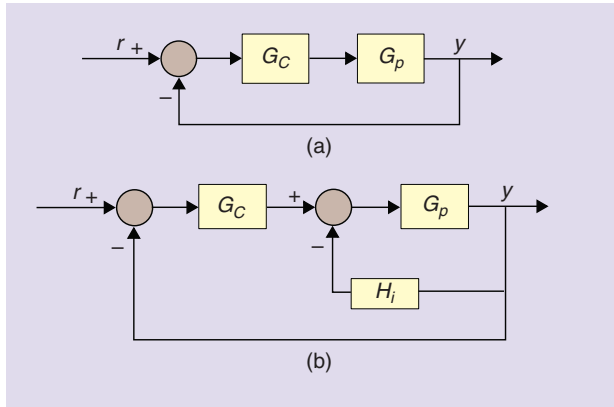 r + G_C G_p y
−
(a)
r + G_C + G_p y
− −
H_i
(b)